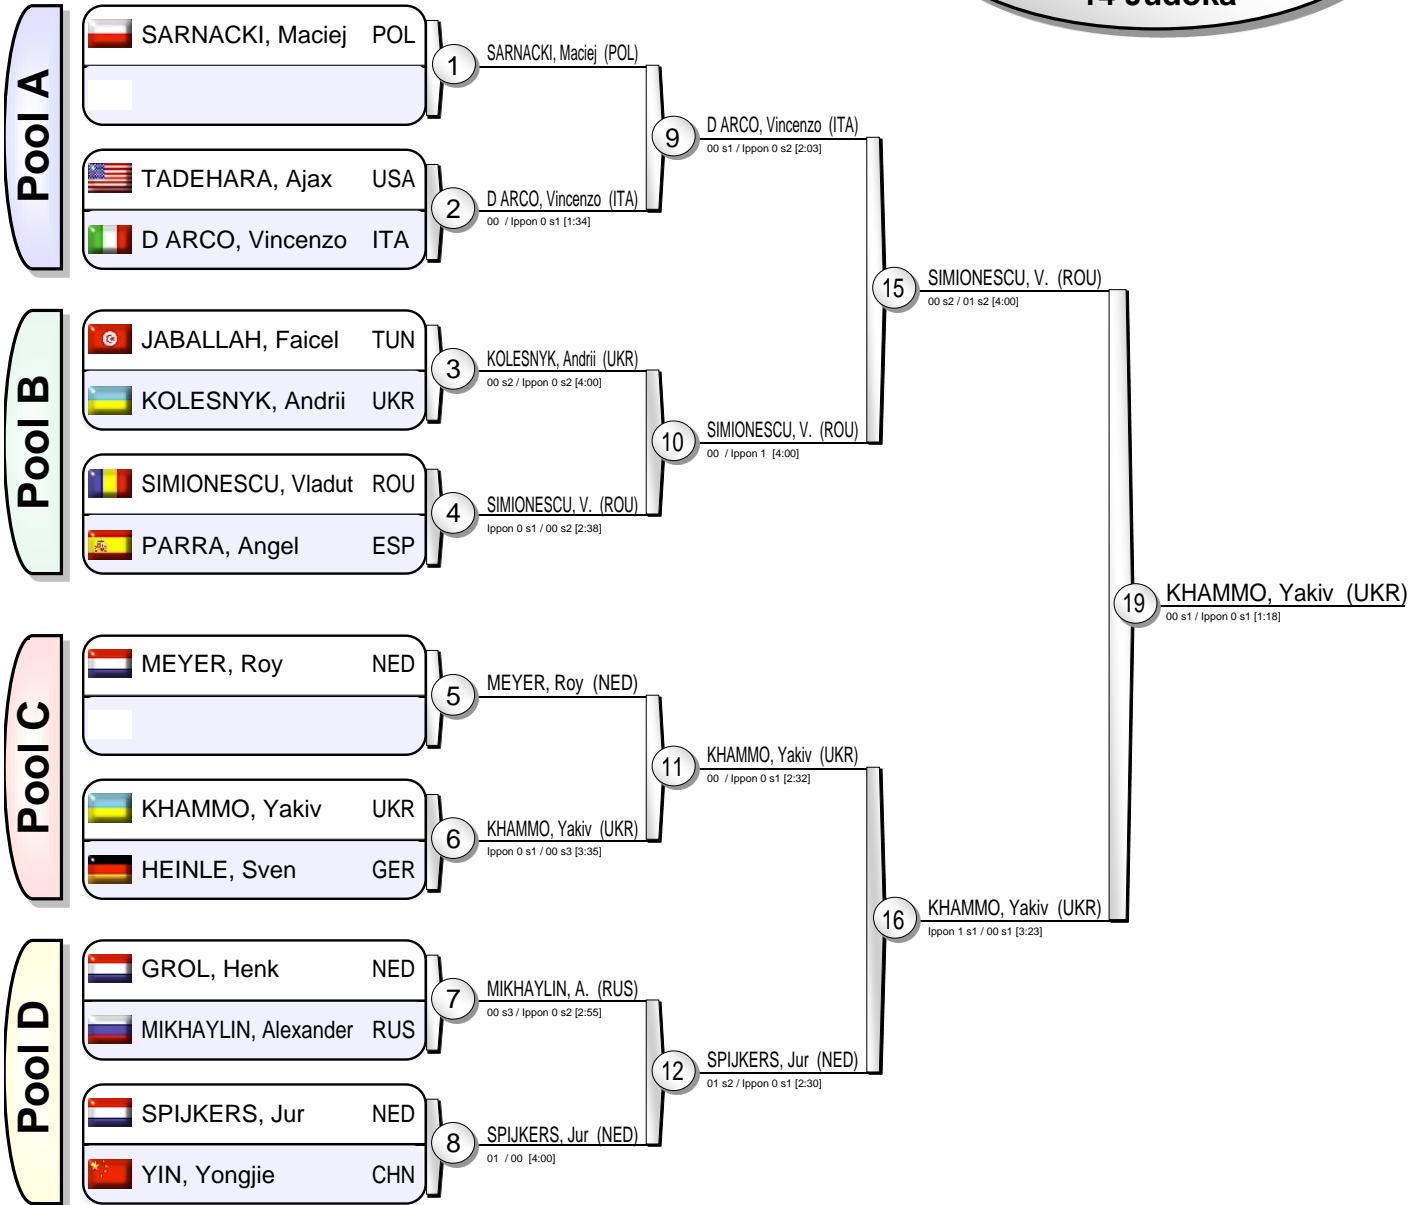 14 Judoka
Pool A
SARNACKI, Maciej POL
TADEHARA, Ajax USA
D ARCO, Vincenzo ITA
1
SARNACKI, Maciej (POL)
2
D ARCO, Vincenzo (ITA)
00 / Ippon 0 s1 [1:34]
9
D ARCO, Vincenzo (ITA)
00 s1 / Ippon 0 s2 [2:03]
Pool B
JABALLAH, Faicel TUN
KOLESNYK, Andrii UKR
SIMIONESCU, Vladut ROU
PARRA, Angel ESP
3
KOLESNYK, Andrii (UKR)
00 s2 / Ippon 0 s2 [4:00]
4
SIMIONESCU, V. (ROU)
Ippon 0 s1 / 00 s2 [2:38]
10
SIMIONESCU, V. (ROU)
00 / Ippon 1 [4:00]
15
SIMIONESCU, V. (ROU)
00 s2 / 01 s2 [4:00]
Pool C
MEYER, Roy NED
KHAMMO, Yakiv UKR
HEINLE, Sven GER
5
MEYER, Roy (NED)
6
KHAMMO, Yakiv (UKR)
Ippon 0 s1 / 00 s3 [3:35]
11
KHAMMO, Yakiv (UKR)
00 / Ippon 0 s1 [2:32]
Pool D
GROL, Henk NED
MIKHAYLIN, Alexander RUS
SPIJKERS, Jur NED
YIN, Yongjie CHN
7
MIKHAYLIN, A. (RUS)
00 s3 / Ippon 0 s2 [2:55]
8
SPIJKERS, Jur (NED)
01 / 00 [4:00]
12
SPIJKERS, Jur (NED)
01 s2 / Ippon 0 s1 [2:30]
16
KHAMMO, Yakiv (UKR)
Ippon 1 s1 / 00 s1 [3:23]
19
KHAMMO, Yakiv (UKR)
00 s1 / Ippon 0 s1 [1:18]